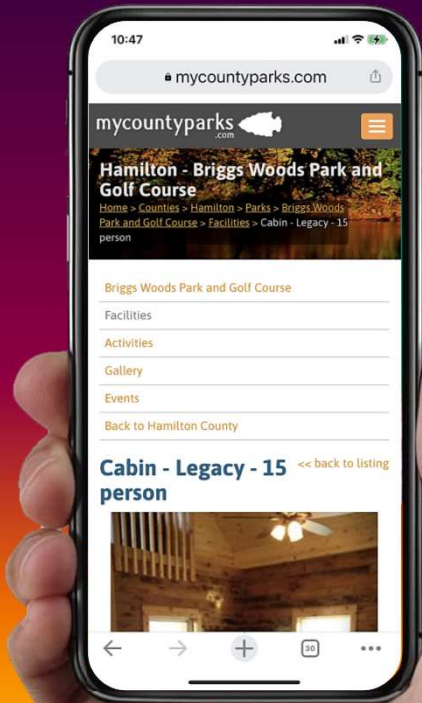 10:47
mycountyparks.com
mycountyparks
.com
Hamilton - Briggs Woods Park and
Golf Course
Home > Counties > Hamilton > Parks > Briggs Woods
Park and Golf Course > Facilities > Cabin - Legacy - 15
person
Briggs Woods Park and Golf Course
Facilities
Activities
Gallery
Events
Back to Hamilton County
Cabin - Legacy - 15 << back to listing
person
30